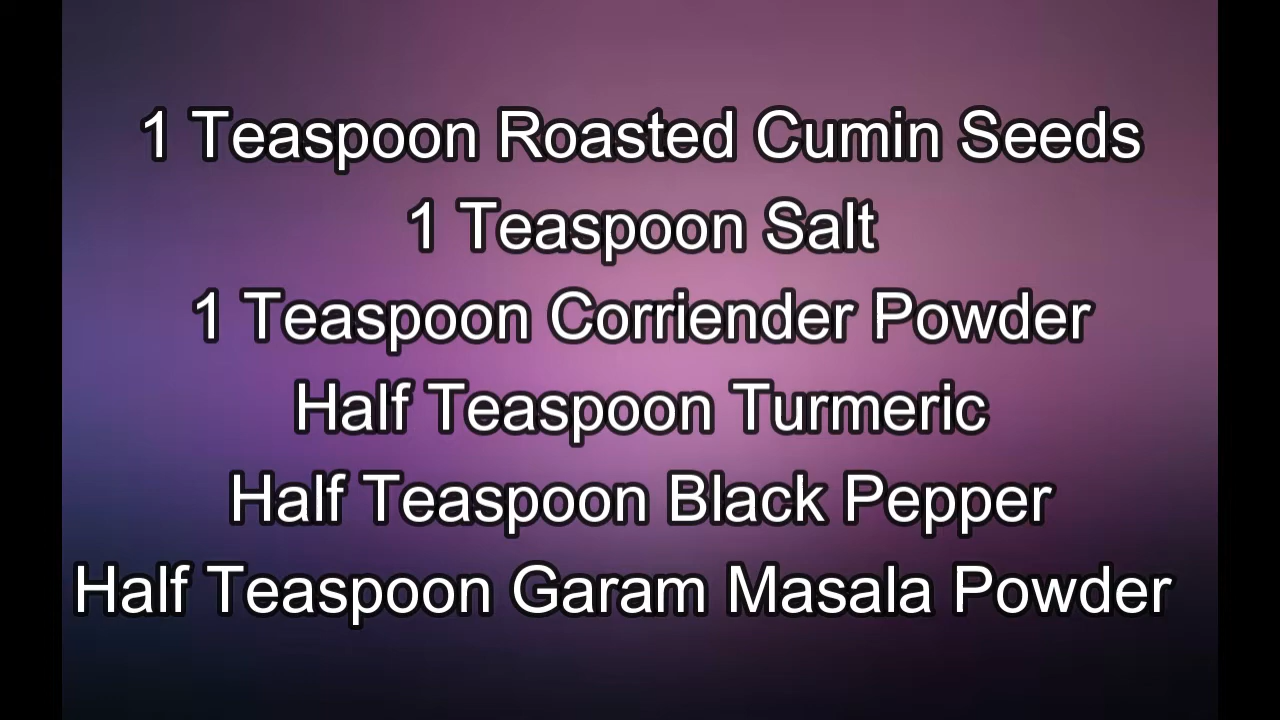 1 Teaspoon Roasted Cumin Seeds
1 Teaspoon Salt
1 Teaspoon Corriender Powder
Half Teaspoon Turmeric
Half Teaspoon Black Pepper
Half Teaspoon Garam Masala Powder